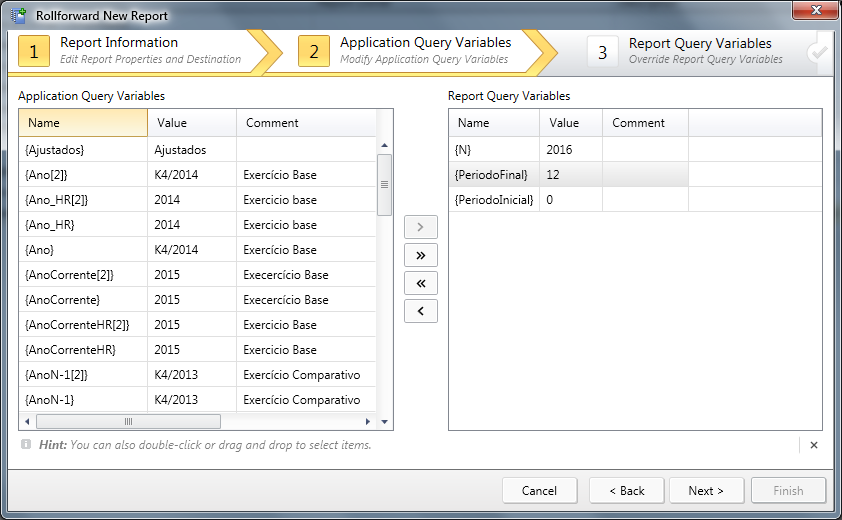 Rollforward New Report
1 Report Information
Edit Report Properties and Destination
2 Application Query Variables
Modify Application Query Variables
3 Report Query Variables
Override Report Query Variables
Application Query Variables
Name Value Comment
{Ajustados} Ajustados
{Ano[2]} K4/2014 Exercício Base
{Ano_HR[2]} 2014 Exercicio base
{Ano_HR} 2014 Exercicio base
{Ano} K4/2014 Exercício Base
{AnoCorrente[2]} 2015 Execercício Base
{AnoCorrente} 2015 Execercício Base
{AnoCorrenteHR[2]} 2015 Exercicio Base
{AnoCorrenteHR} 2015 Exercicio Base
{AnoN-1[2]} K4/2013 Exercício Comparativo
{AnoN-1} K4/2013 Exercício Comparativo
> 
»
«
<
Report Query Variables
Name Value Comment
{N} 2016
{PeriodoFinal} 12
{PeriodoInicial} 0
Hint: You can also double-click or drag and drop to select items.
Cancel < Back Next > Finish